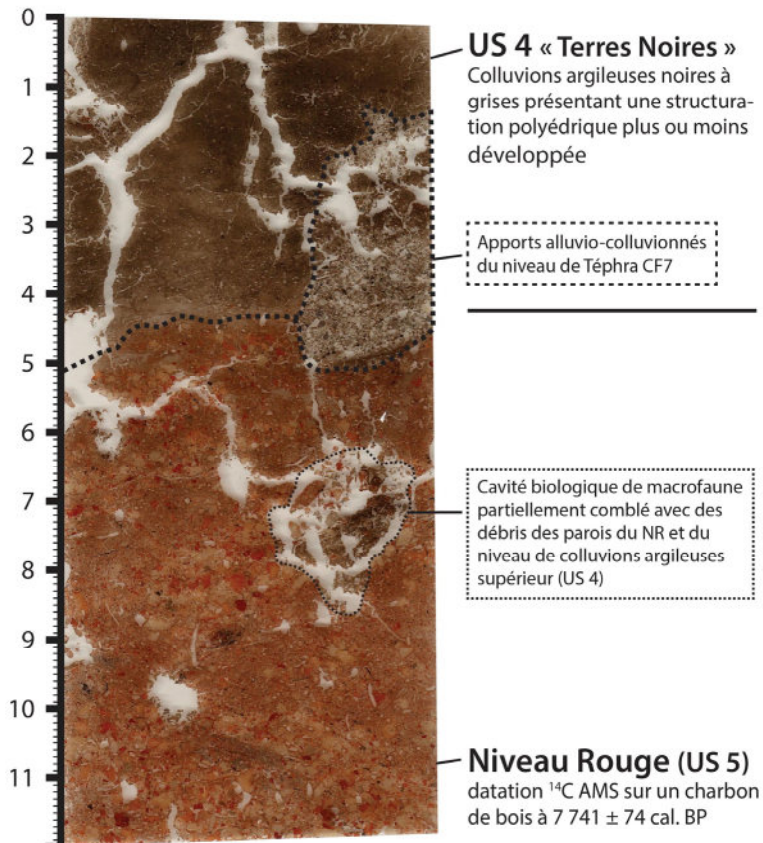 0
1
2
3
4
5
6
7
8
9
10
11
US 4 « Terres Noires »
Colluvions argileuses noires à
grises présentant une structura-
tion polyédrique plus ou moins
développée
Apports alluvio-colluvionnés
du niveau de Téphra CF7
Cavité biologique de macrofaune
partiellement comblé avec des
débris des parois du NR et du
niveau de colluvions argileuses
supérieur (US 4)
Niveau Rouge (US 5)
datation ¹⁴C AMS sur un charbon
de bois à 7 741 ± 74 cal. BP